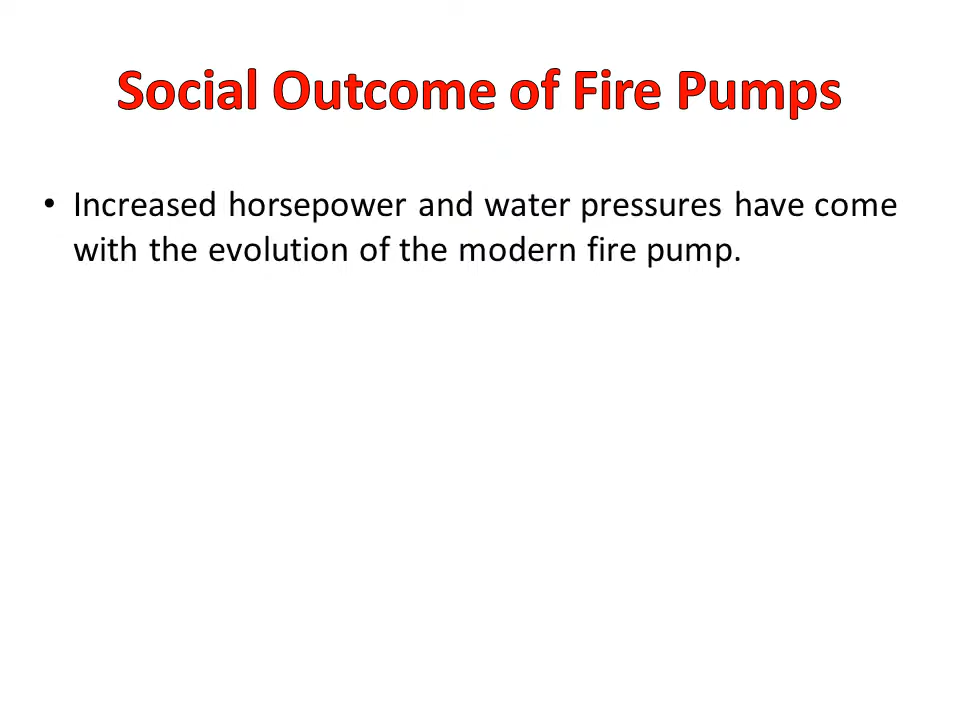 Social Outcome of Fire Pumps
• Increased horsepower and water pressures have come
with the evolution of the modern fire pump.